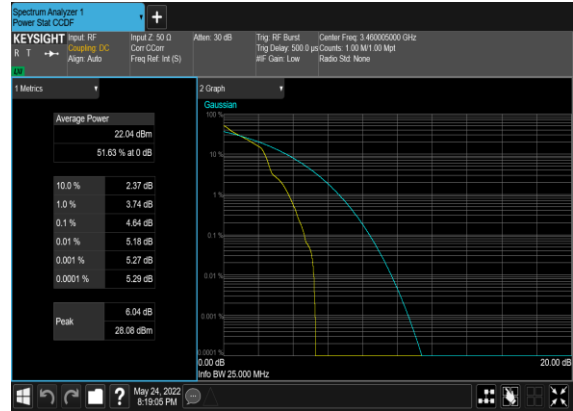 Spectrum Analyzer 1
Power Stat CCDF
KEYSIGHT
R T
LXI
Input: RF
Coupling: DC
Align: Auto
Input Z: 50 Ω
Corr CCorr
Freq Ref: Int (S)
Atten: 30 dB
Trig: RF Burst
Trig Delay: 500.0 µs
#IF Gain: Low
Center Freq: 3.460005000 GHz
Counts: 1.00 M/1.00 Mpt
Radio Std: None
1 Metrics
Average Power
22.04 dBm
51.63 % at 0 dB
10.0 % 2.37 dB
1.0 % 3.74 dB
0.1 % 4.64 dB
0.01 % 5.18 dB
0.001 % 5.27 dB
0.0001 % 5.29 dB
Peak 6.04 dB
28.08 dBm
2 Graph
Gaussian
100 %
10 %
1 %
0.1 %
0.01 %
0.001 %
0.0001 %
0.00 dB 20.00 dB
Info BW 25.000 MHz
?
May 24, 2022
8:19:05 PM